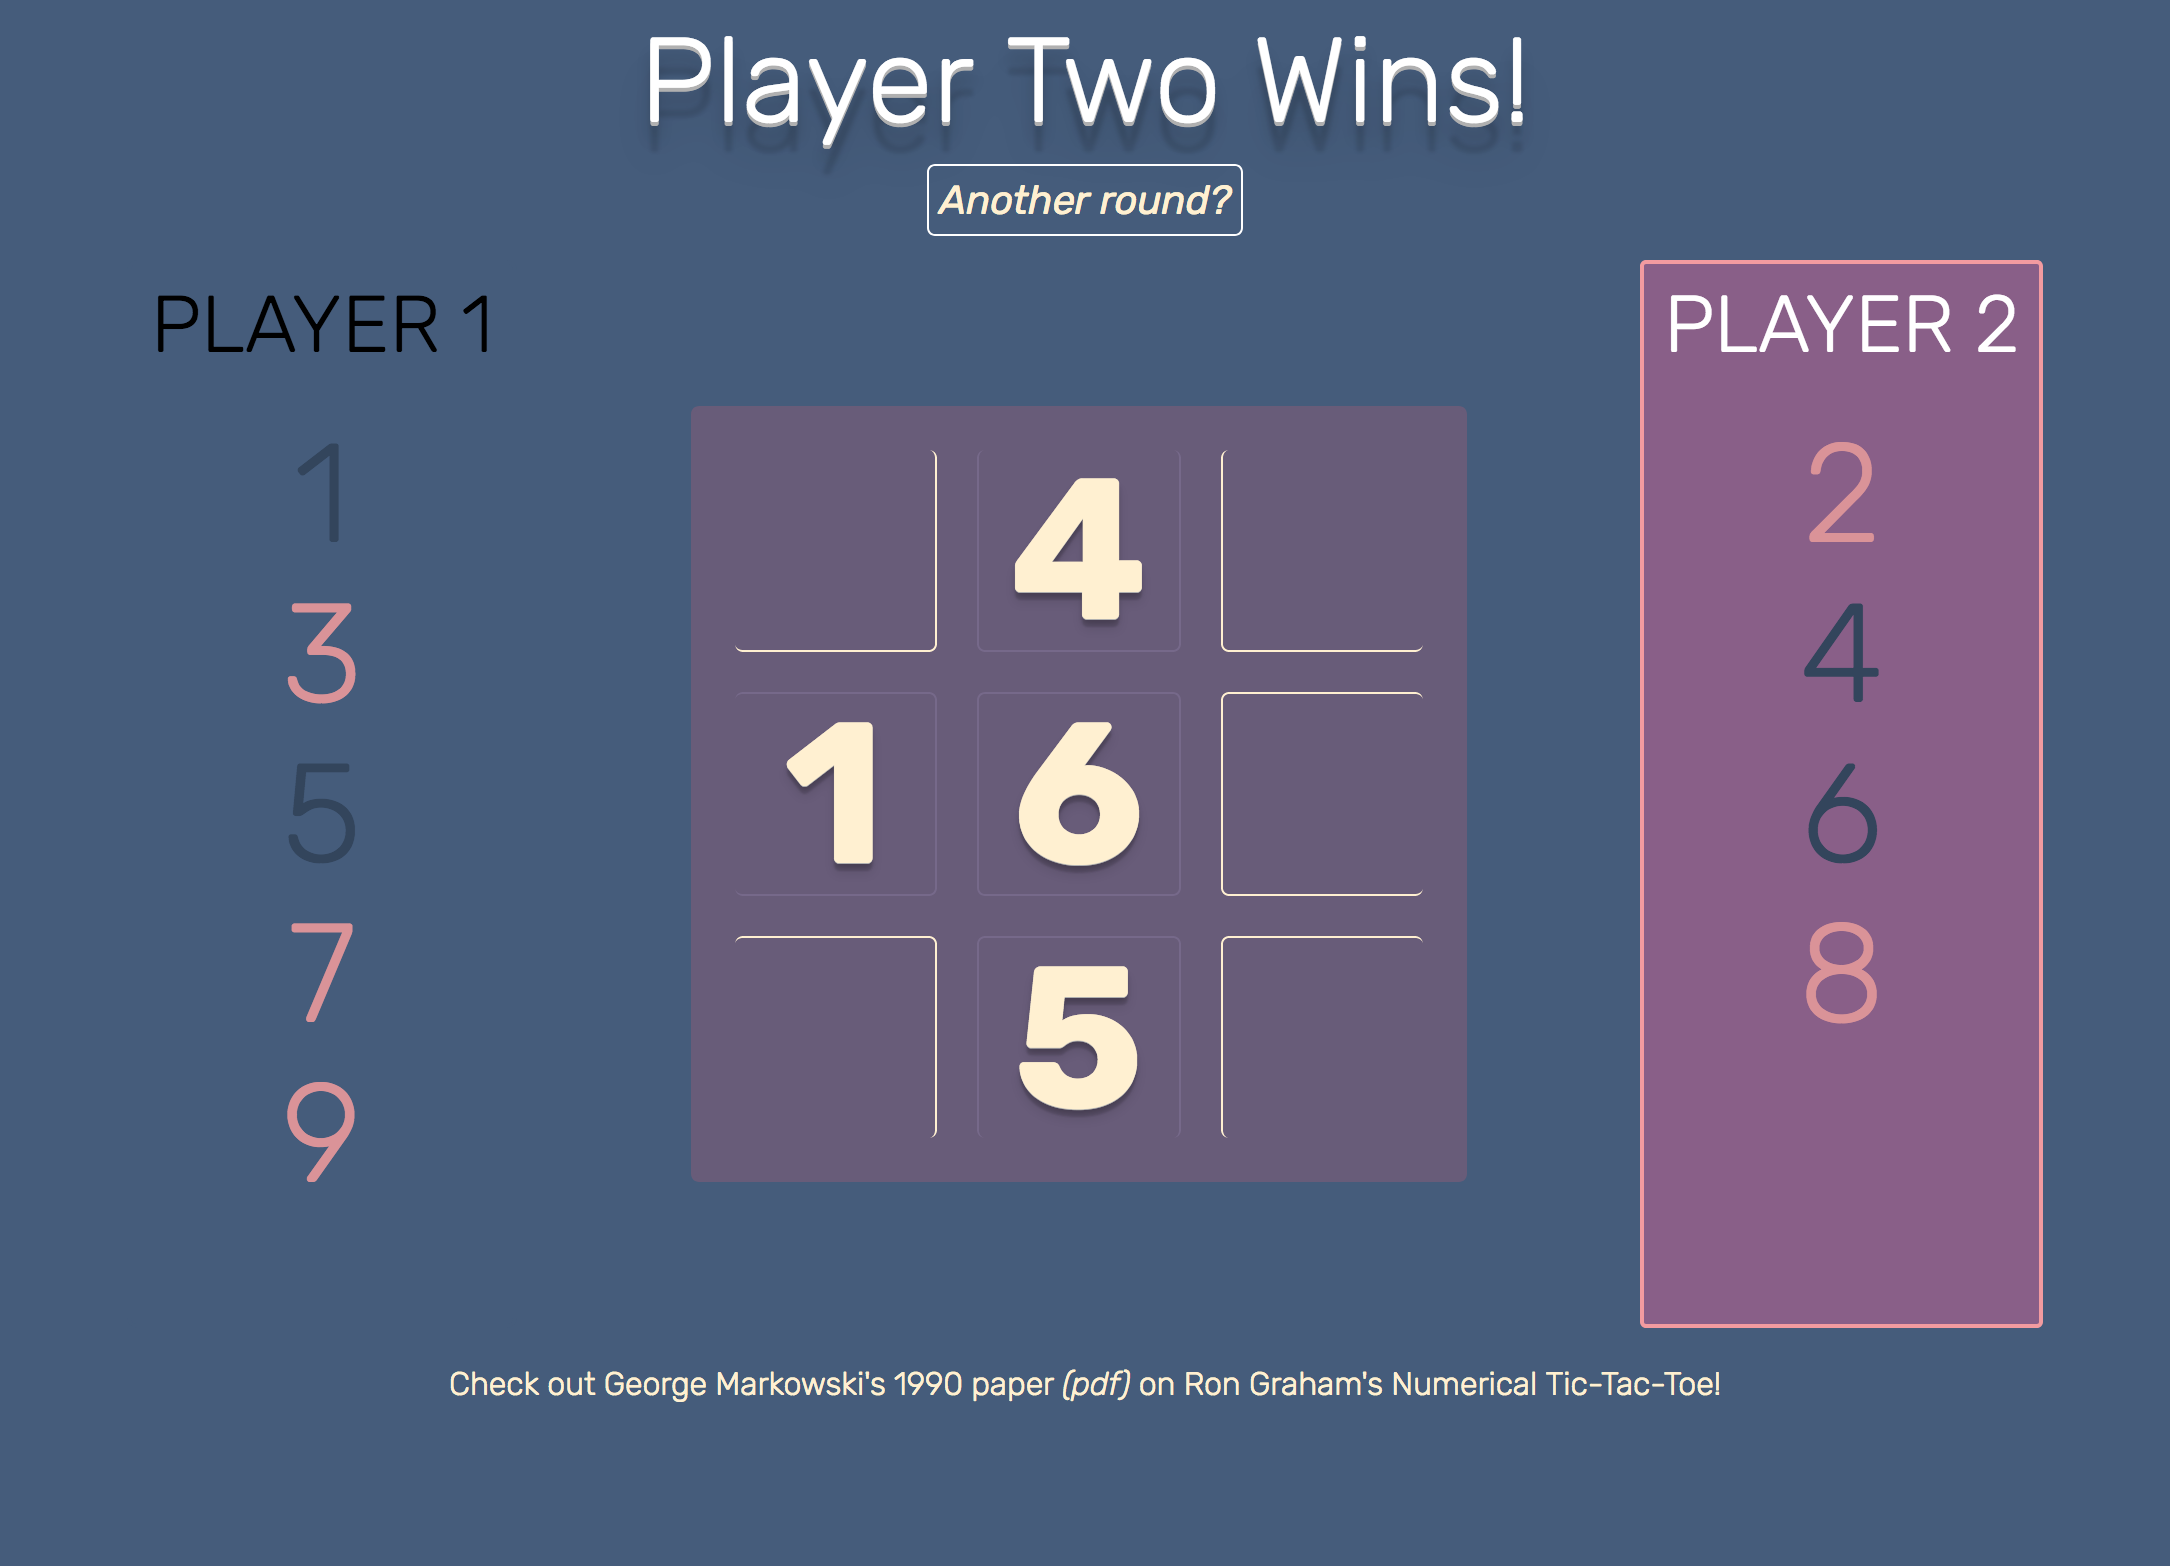 Player Two Wins!
Another round?
PLAYER 1
1
3
5
7
9
4
1 6
5
PLAYER 2
2
4
6
8
Check out George Markowski's 1990 paper (pdf) on Ron Graham's Numerical Tic-Tac-Toe!